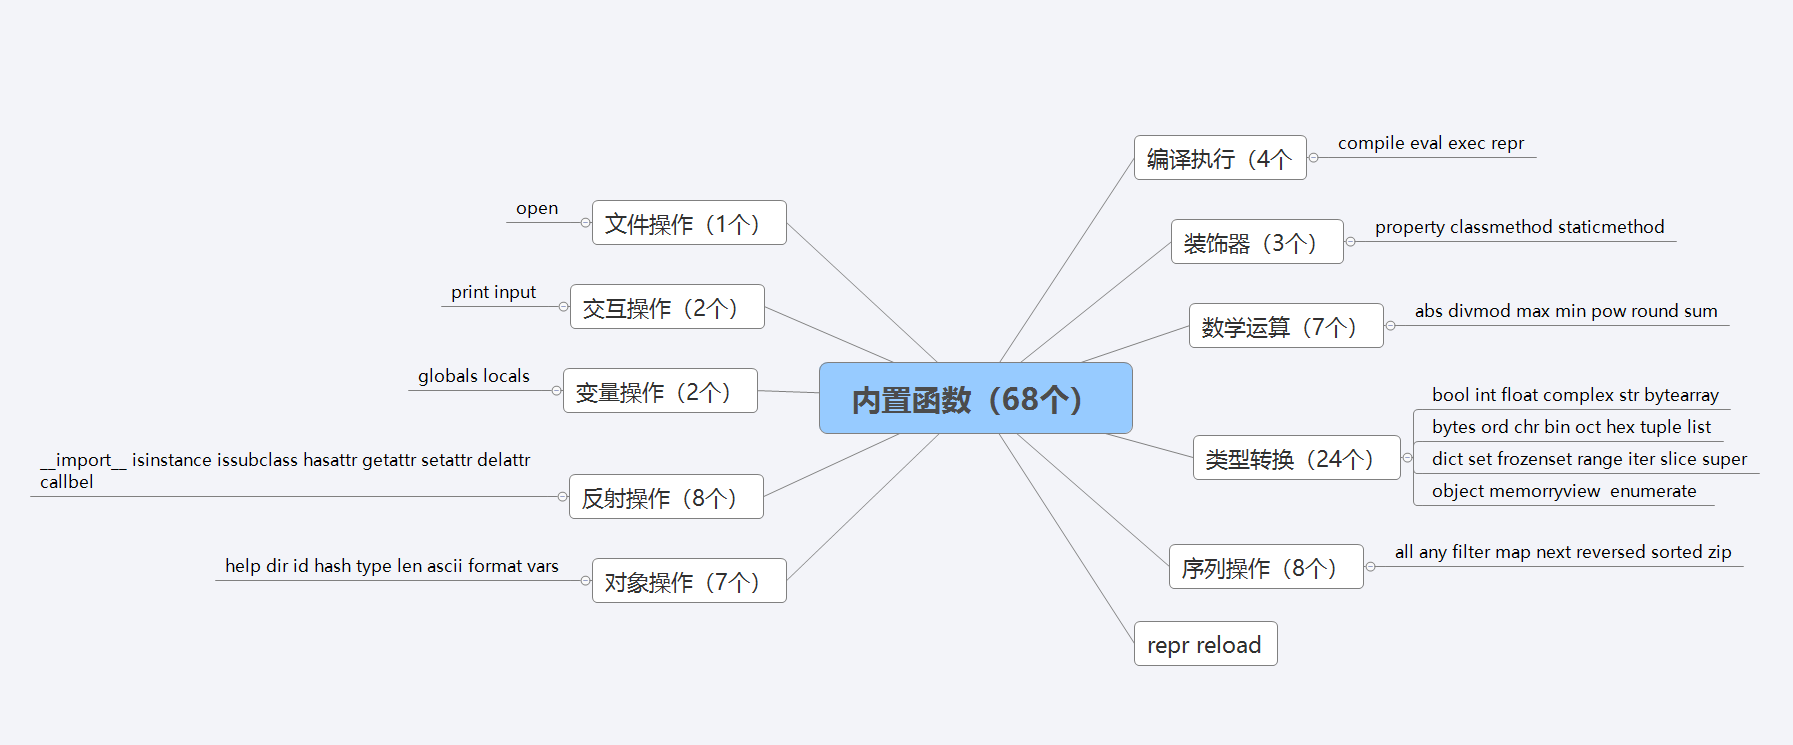 内置函数（68个）
编译执行（4个
compile eval exec repr
装饰器（3个）
property classmethod staticmethod
数学运算（7个）
abs divmod max min pow round sum
类型转换（24个）
bool int float complex str bytearray
bytes ord chr bin oct hex tuple list
dict set frozenset range iter slice super
object memorryview  enumerate
序列操作（8个）
all any filter map next reversed sorted zip
repr reload
文件操作（1个）
open
交互操作（2个）
print input
变量操作（2个）
globals locals
反射操作（8个）
__import__ isinstance issubclass hasattr getattr setattr delattr
callbel
对象操作（7个）
help dir id hash type len ascii format vars